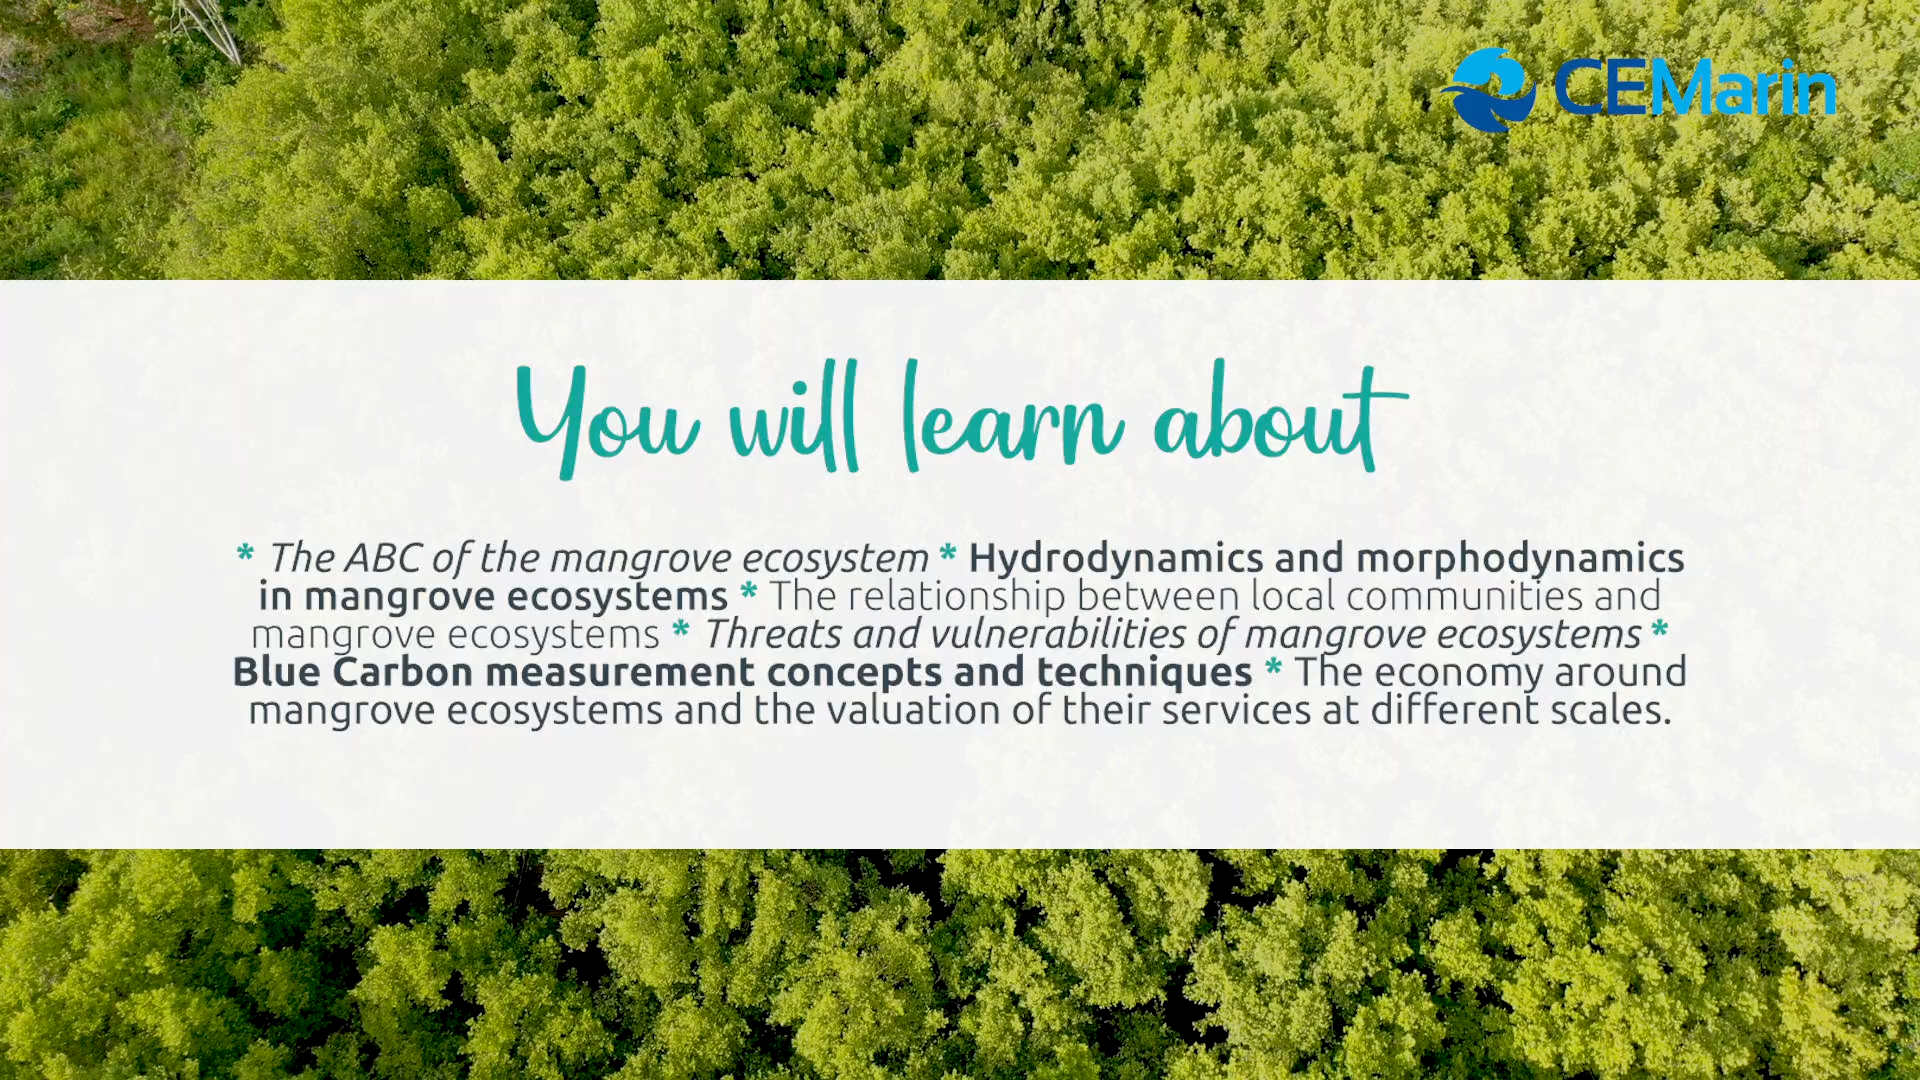 CEMarin
You will learn about
* The ABC of the mangrove ecosystem * Hydrodynamics and morphodynamics
in mangrove ecosystems * The relationship between local communities and
mangrove ecosystems * Threats and vulnerabilities of mangrove ecosystems *
Blue Carbon measurement concepts and techniques * The economy around
mangrove ecosystems and the valuation of their services at different scales.